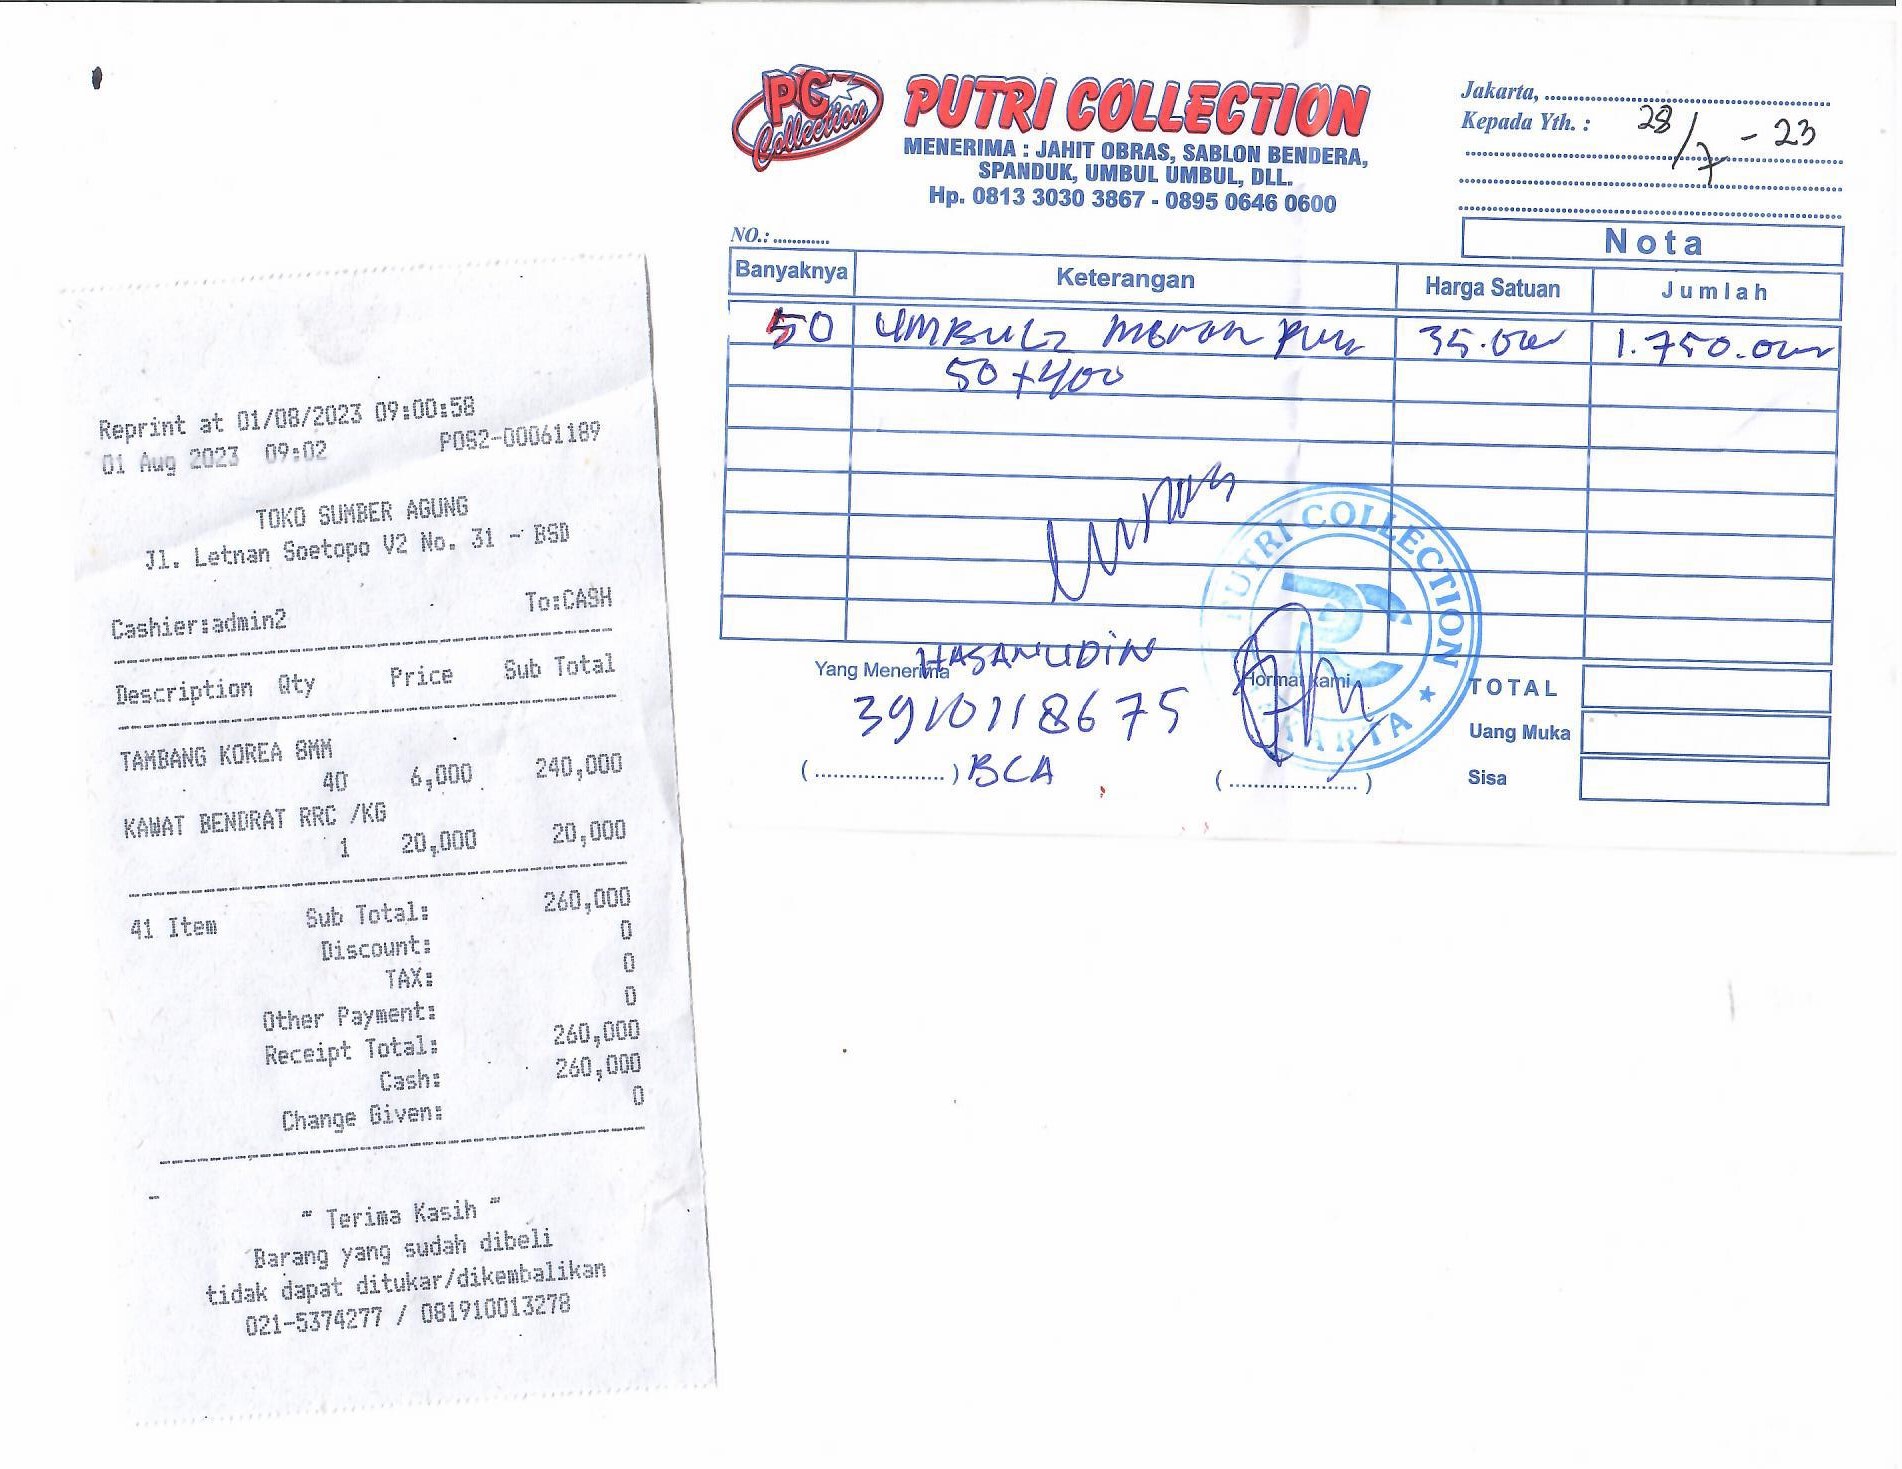 Reprint at 01/08/2023 09:00:58
01 Aug 2023 09:02 POS2-00061189
TOKO SUMBER AGUNG
Jl. Letnan Soetopo V2 No. 31 - BSD
Cashier:admin2 To:CASH
Description Qty Price Sub Total
TAMBANG KOREA 8MM
40 6,000 240,000
KAWAT BENDRAT RRC /KG
1 20,000 20,000
41 Item Sub Total: 260,000
Discount: 0
TAX: 0
Other Payment: 0
Receipt Total: 260,000
Cash: 260,000
Change Given: 0
" Terima Kasih "
Barang yang sudah dibeli
tidak dapat ditukar/dikembalikan
021-5374277 / 081910013278
PC
Collection
PUTRI COLLECTION
MENERIMA : JAHIT OBRAS, SABLON BENDERA,
SPANDUK, UMBUL UMBUL, DLL.
Hp. 0813 3030 3867 - 0895 0646 0600
Jakarta, ....................
Kepada Yth. : 28/7 - 23
NO.: ............
Nota
Banyaknya Keterangan Harga Satuan Jumlah
50 UMBUL2 merah 35.000 1.750.000
50 + 400
PUTRI COLLECTION
PC
JAKARTA ★
Yang Menerima HASANUDIN
Hormat kami
3910118675
(......................) BCA
(......................)
TOTAL
Uang Muka
Sisa